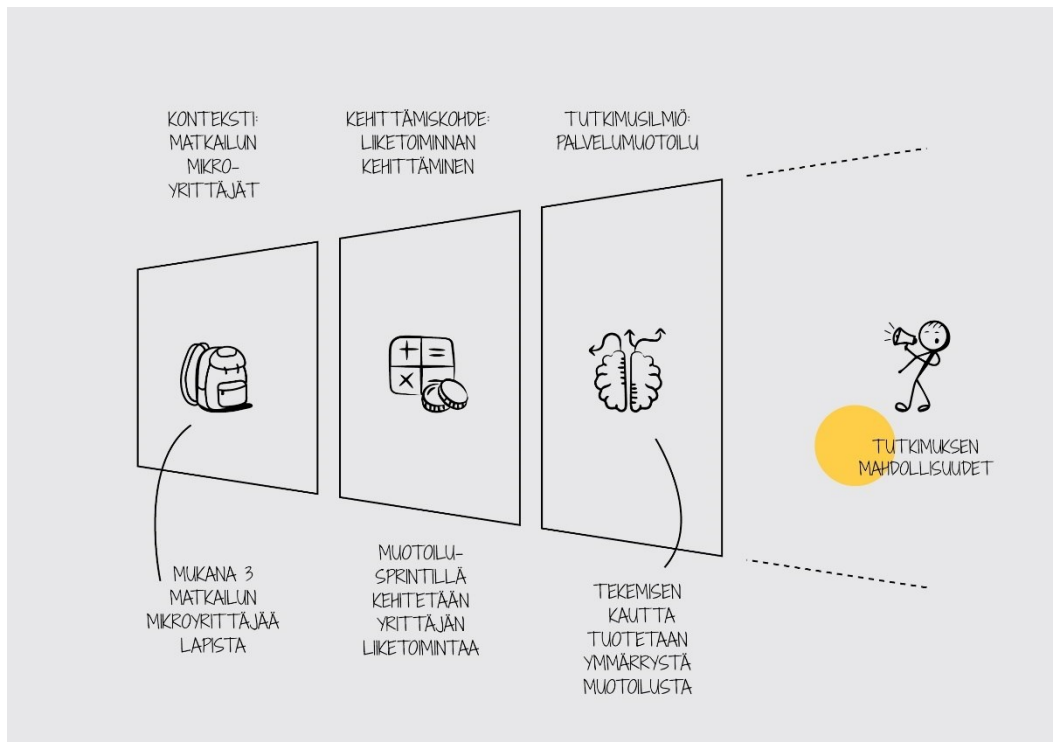 KONTEKSTI:
MATKAILUN
MIKRO-
YRITTÄJÄT
KEHITTÄMISKOHDE:
LIIKETOIMINNAN
KEHITTÄMINEN
TUTKIMUSILMIÖ:
PALVELUMUOTOILU
TUTKIMUKSEN
MAHDOLLISUUDET
MUKANA 3
MATKAILUN
MIKROYRITTÄJÄÄ
LAPISTA
MUOTOILU-
SPRINTILLÄ
KEHITETÄÄN
YRITTÄJÄN
LIIKETOIMINTAA
TEKEMISEN
KAUTTA
TUOTETAAN
YMMÄRRYSTÄ
MUOTOILUSTA